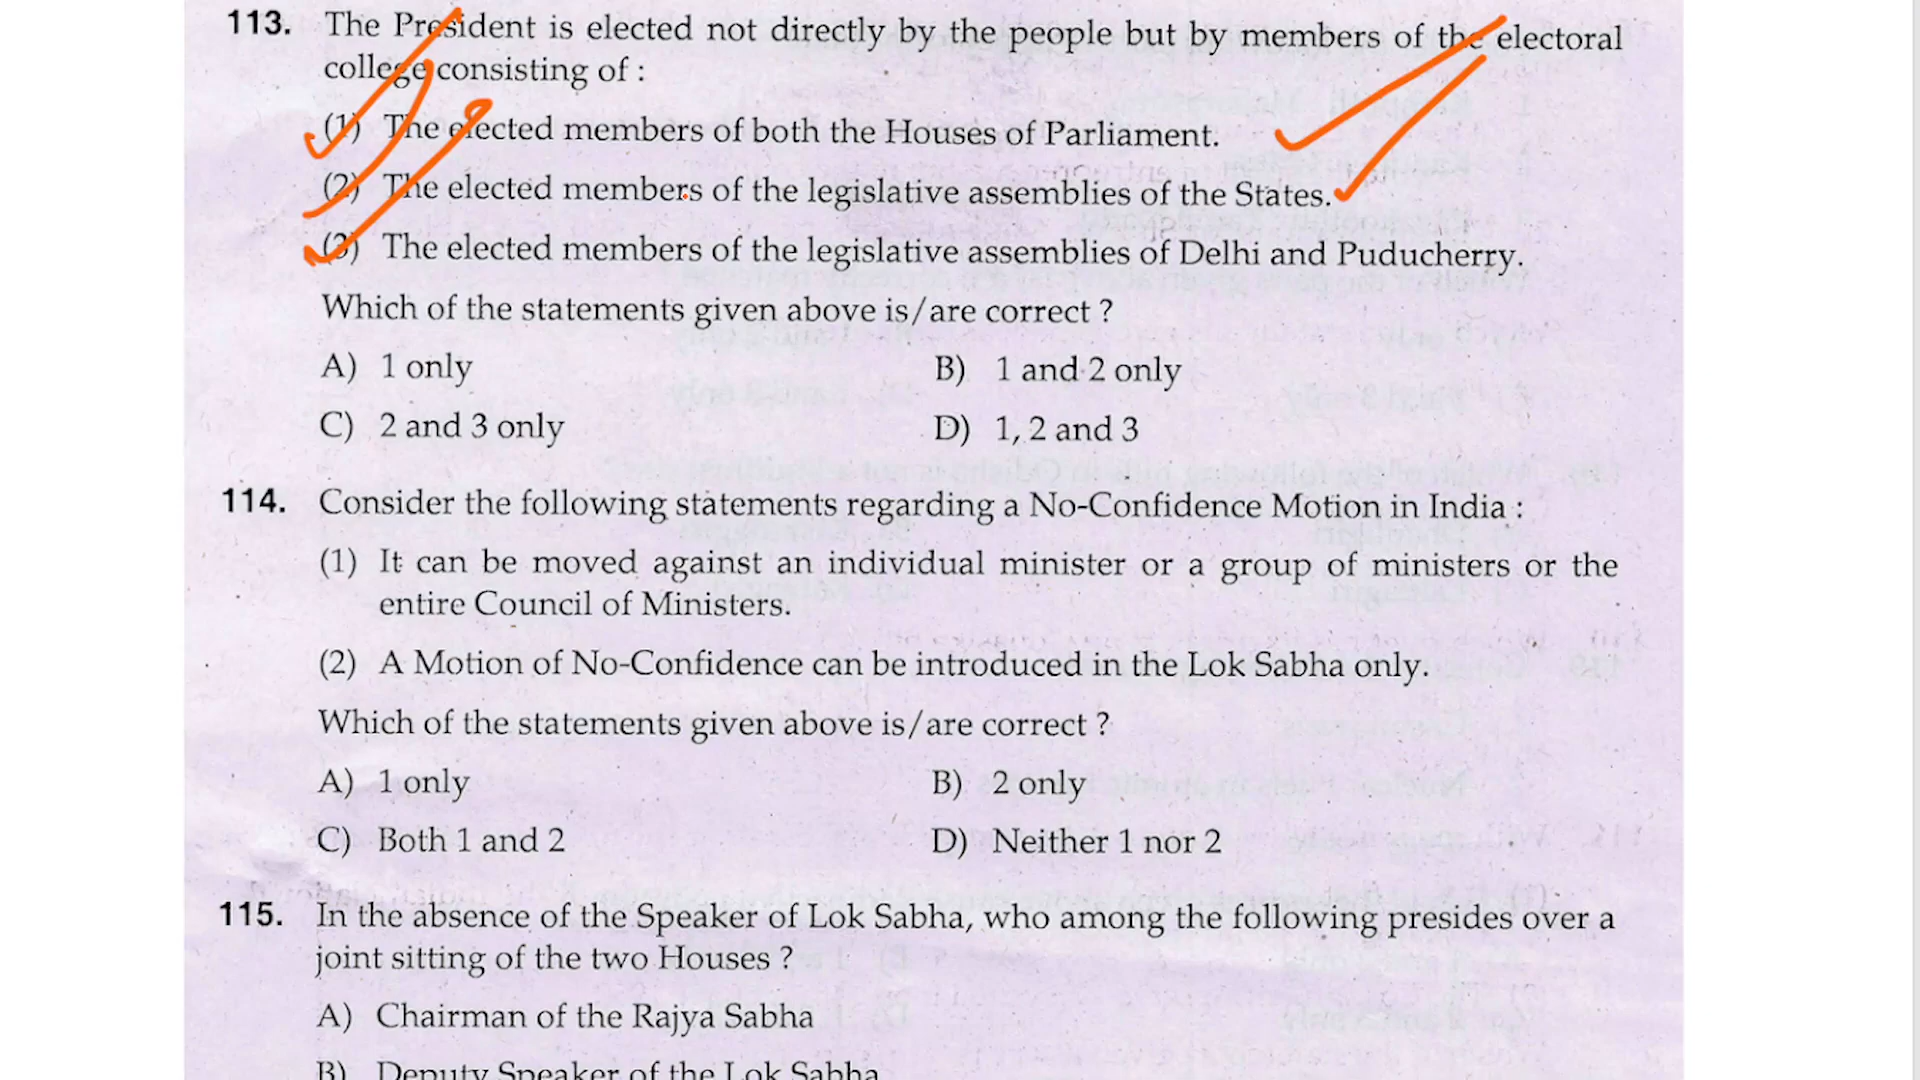 113. The President is elected not directly by the people but by members of the electoral
college consisting of :
(1) The elected members of both the Houses of Parliament.
(2) The elected members of the legislative assemblies of the States.
(3) The elected members of the legislative assemblies of Delhi and Puducherry.
Which of the statements given above is/are correct ?
A) 1 only B) 1 and 2 only
C) 2 and 3 only D) 1, 2 and 3
114. Consider the following statements regarding a No-Confidence Motion in India :
(1) It can be moved against an individual minister or a group of ministers or the
entire Council of Ministers.
(2) A Motion of No-Confidence can be introduced in the Lok Sabha only.
Which of the statements given above is/are correct ?
A) 1 only B) 2 only
C) Both 1 and 2 D) Neither 1 nor 2
115. In the absence of the Speaker of Lok Sabha, who among the following presides over a
joint sitting of the two Houses ?
A) Chairman of the Rajya Sabha
B) Deputy Speaker of the Lok Sabha